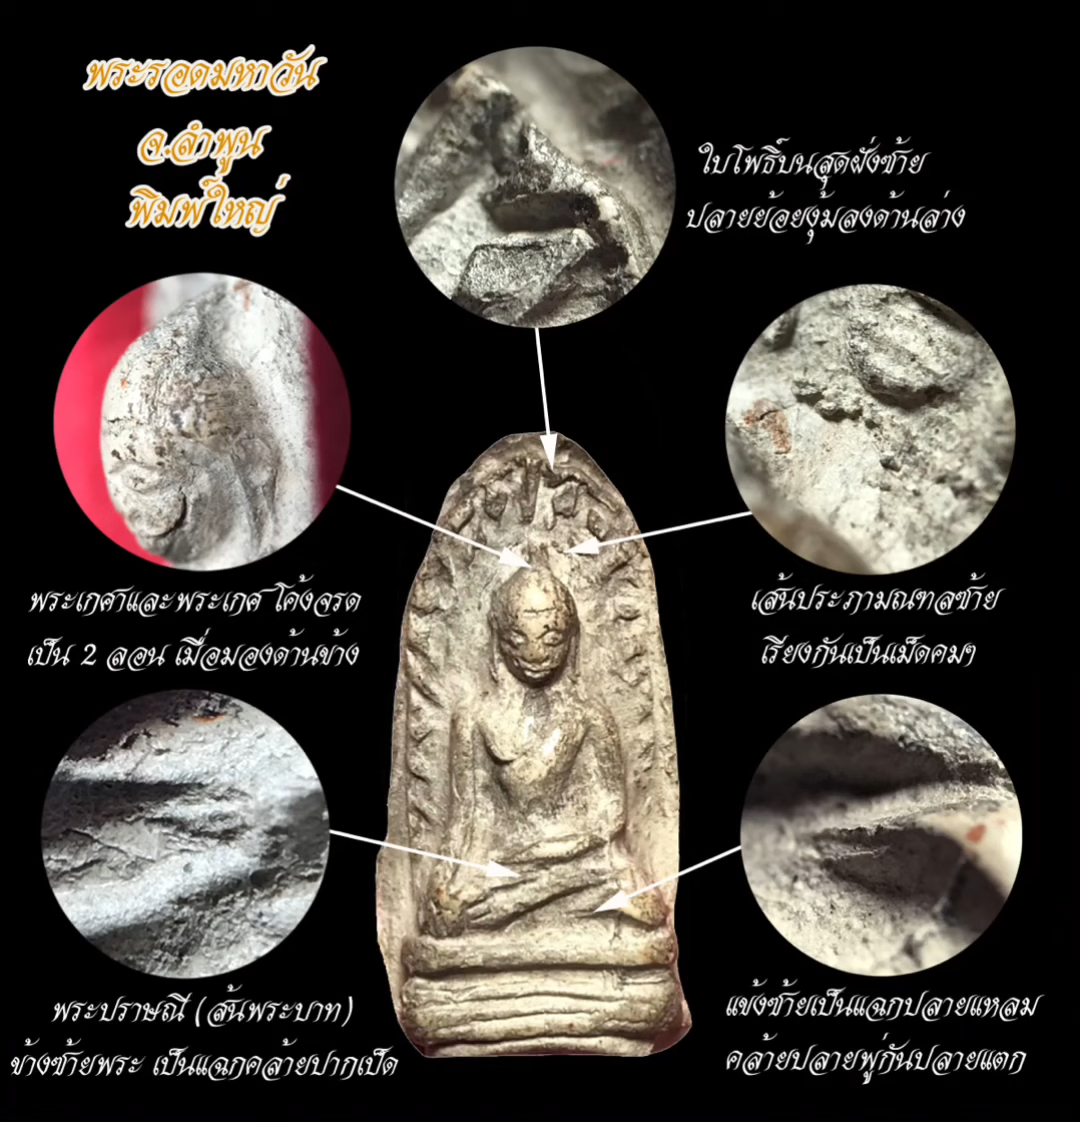 พระรอดมหาวัน
จ.ลำพูน
พิมพ์ใหญ่
ใบโพธิ์บนสุดฝั่งซ้าย
ปลายย้อยงุ้มลงด้านล่าง
พระเกศาและพระเกศ โค้งจรด
เป็น 2 ลอน เมื่อมองด้านข้าง
เส้นประภามณฑลซ้าย
เรียงกันเป็นเม็ดคมๆ
พระปราษณี (ส้นพระบาท)
ข้างซ้ายพระ เป็นแฉกคล้ายปากเป็ด
แข้งซ้ายเป็นแฉกปลายแหลม
คล้ายปลายพู่กันปลายแตก